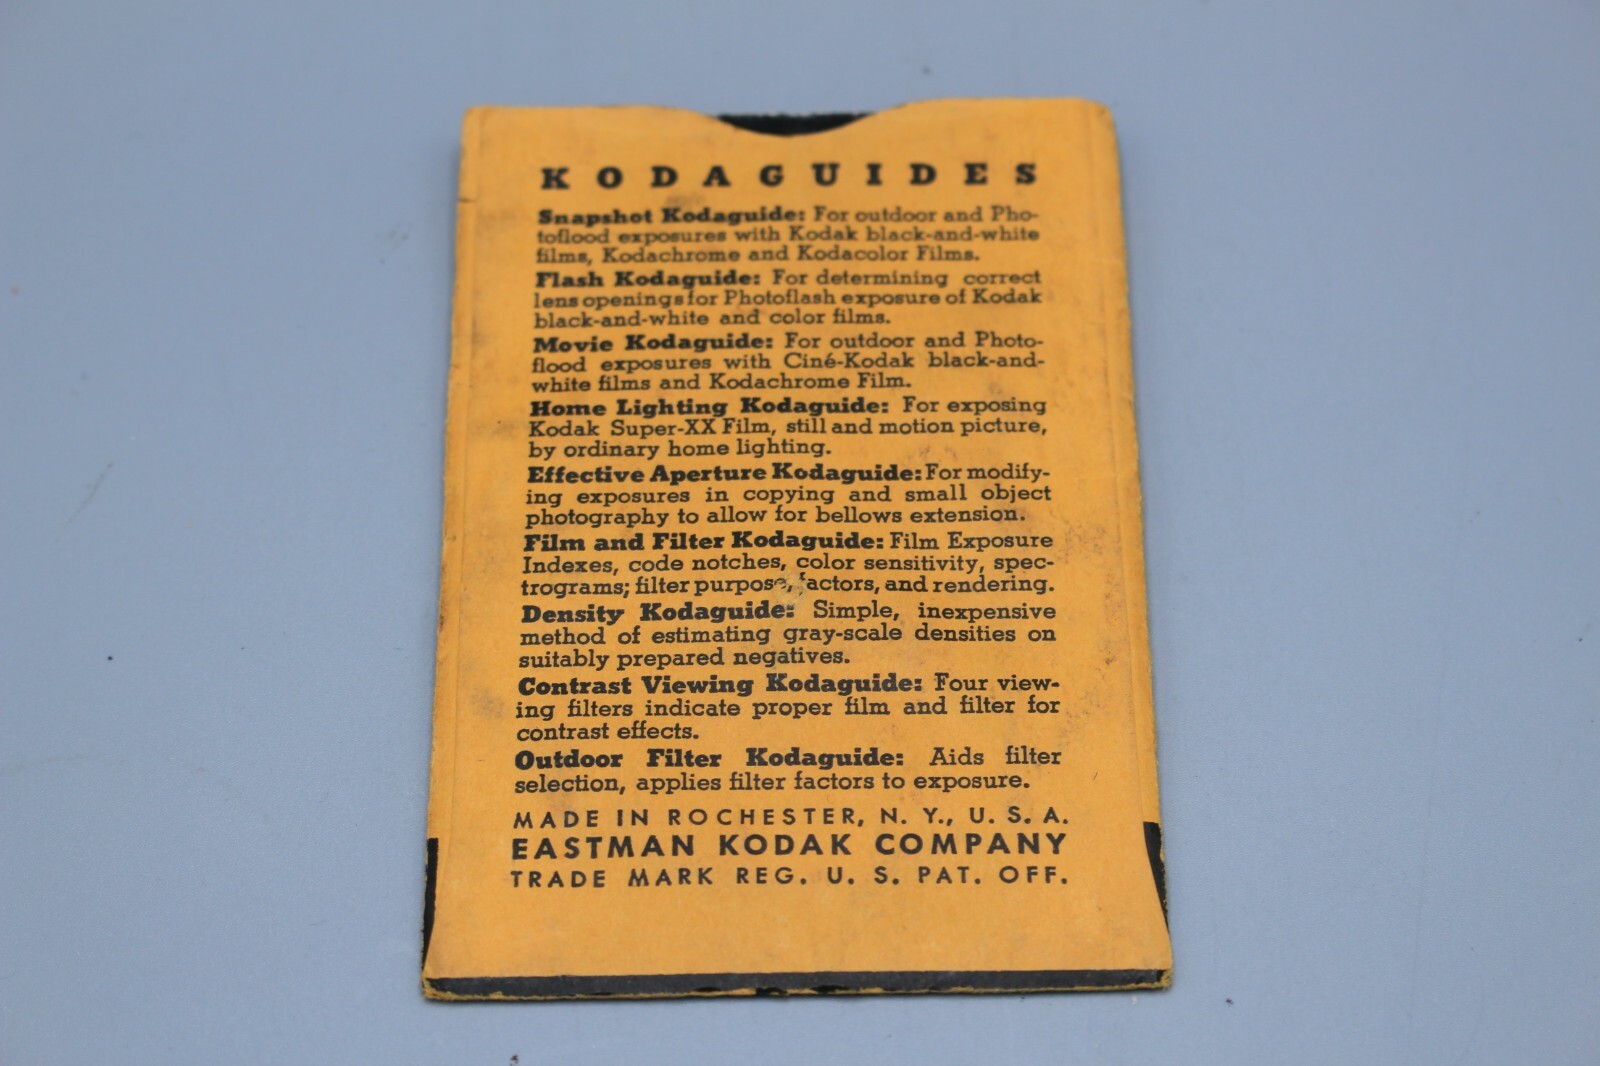 KODAGUIDES
Snapshot Kodaguide: For outdoor and Pho-
toflood exposures with Kodak black-and-white
films, Kodachrome and Kodacolor Films.
Flash Kodaguide: For determining correct
lens openings for Photoflash exposure of Kodak
black-and-white and color films.
Movie Kodaguide: For outdoor and Photo-
flood exposures with Ciné-Kodak black-and-
white films and Kodachrome Film.
Home Lighting Kodaguide: For exposing
Kodak Super-XX Film, still and motion picture,
by ordinary home lighting.
Effective Aperture Kodaguide: For modify-
ing exposures in copying and small object
photography to allow for bellows extension.
Film and Filter Kodaguide: Film Exposure
Indexes, code notches, color sensitivity, spec-
trograms; filter purpose, factors, and rendering.
Density Kodaguide: Simple, inexpensive
method of estimating gray-scale densities on
suitably prepared negatives.
Contrast Viewing Kodaguide: Four view-
ing filters indicate proper film and filter for
contrast effects.
Outdoor Filter Kodaguide: Aids filter
selection, applies filter factors to exposure.
MADE IN ROCHESTER, N. Y., U. S. A.
EASTMAN KODAK COMPANY
TRADE MARK REG. U. S. PAT. OFF.